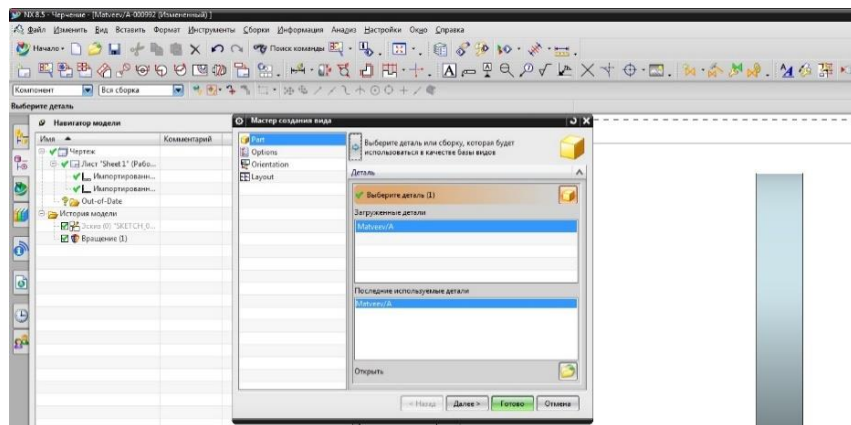 NX 8.5 - Черчение - [Matveev/A-000992 (Измененный) ]
Файл Изменить Вид Вставить Формат Инструменты Сборки Информация Анализ Настройки Окно Справка
Начало Поиск команды
Компонент Вся сборка
Выберите деталь
Навигатор модели
Имя Комментарий
Чертеж
Лист "Sheet 1" (Рабо...
Импортированн...
Импортированн...
Out-of-Date
История модели
Эскиз (0) "SKETCH_0...
Вращение (1)
Мастер создания вида
Part
Options
Orientation
Layout
Выберите деталь или сборку, которая будет
использоваться в качестве базы видов
Деталь
Выберите деталь (1)
Загруженные детали
Matveev/A
Последние используемые детали
Matveev/A
Открыть
< Назад Далее > Готово Отмена